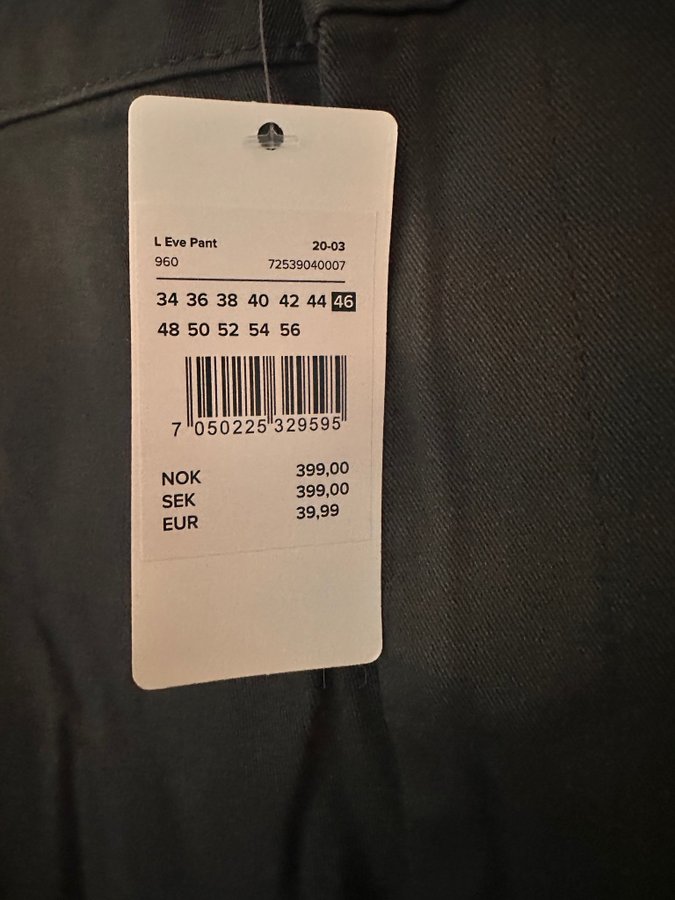 L Eve Pant 20-03
960 72539040007
34 36 38 40 42 44 46
48 50 52 54 56
7 050225 329595
NOK 399,00
SEK 399,00
EUR 39,99